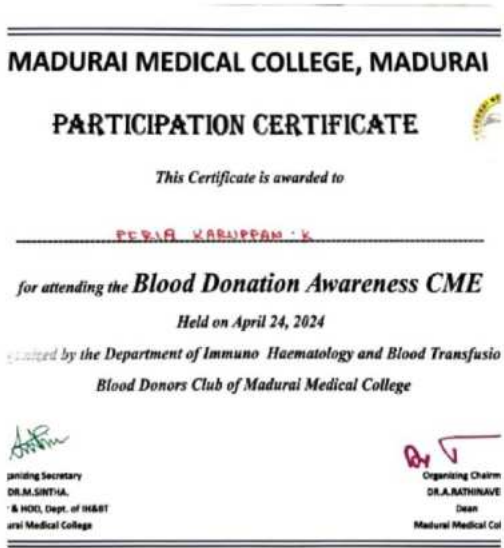 MADURAI MEDICAL COLLEGE, MADURAI
PARTICIPATION CERTIFICATE
This Certificate is awarded to
PERIA KARUPPAN . K
for attending the Blood Donation Awareness CME
Held on April 24, 2024
by the Department of Immuno Haematology and Blood Transfusio
Blood Donors Club of Madurai Medical College
anizing Secretary
DR.M.SINTHA.
& HOD, Dept. of IH&BT
urai Medical College
Organizing Chairm
DR.A.RATHINAVE
Dean
Madurai Medical Col